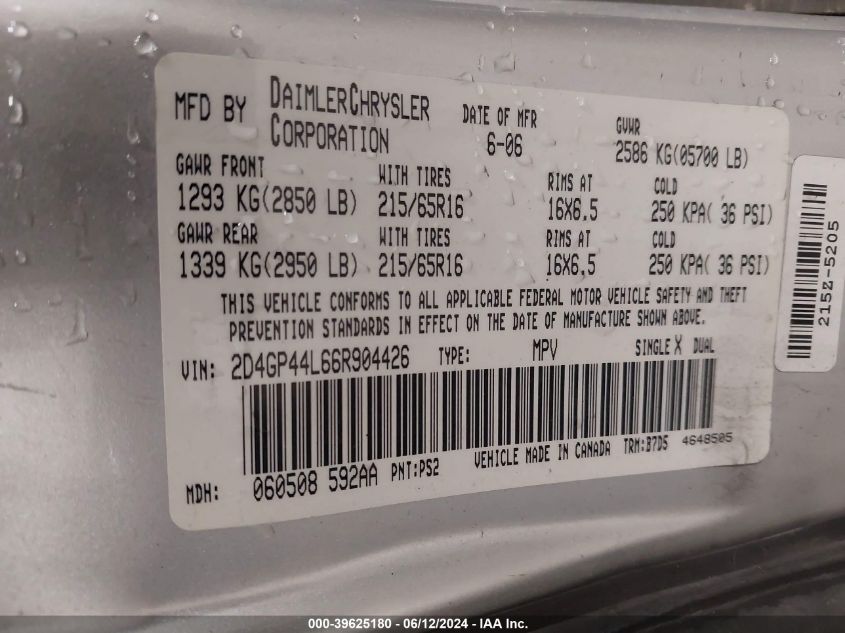 MFD BY DAIMLERCHRYSLER CORPORATION
DATE OF MFR
6-06
GVWR
2586 KG(05700 LB)
GAWR FRONT WITH TIRES RIMS AT COLD
1293 KG(2850 LB) 215/65R16 16X6.5 250 KPA( 36 PSI)
GAWR REAR WITH TIRES RIMS AT COLD
1339 KG(2950 LB) 215/65R16 16X6.5 250 KPA( 36 PSI)
THIS VEHICLE CONFORMS TO ALL APPLICABLE FEDERAL MOTOR VEHICLE SAFETY AND THEFT
PREVENTION STANDARDS IN EFFECT ON THE DATE OF MANUFACTURE SHOWN ABOVE.
VIN: 2D4GP44L66R904426 TYPE: MPV SINGLE X DUAL
MDH: 060508 592AA PNT:PS2 VEHICLE MADE IN CANADA TRM:B7D5 4648505
215Z-5205
000-39625180 - 06/12/2024 - IAA Inc.